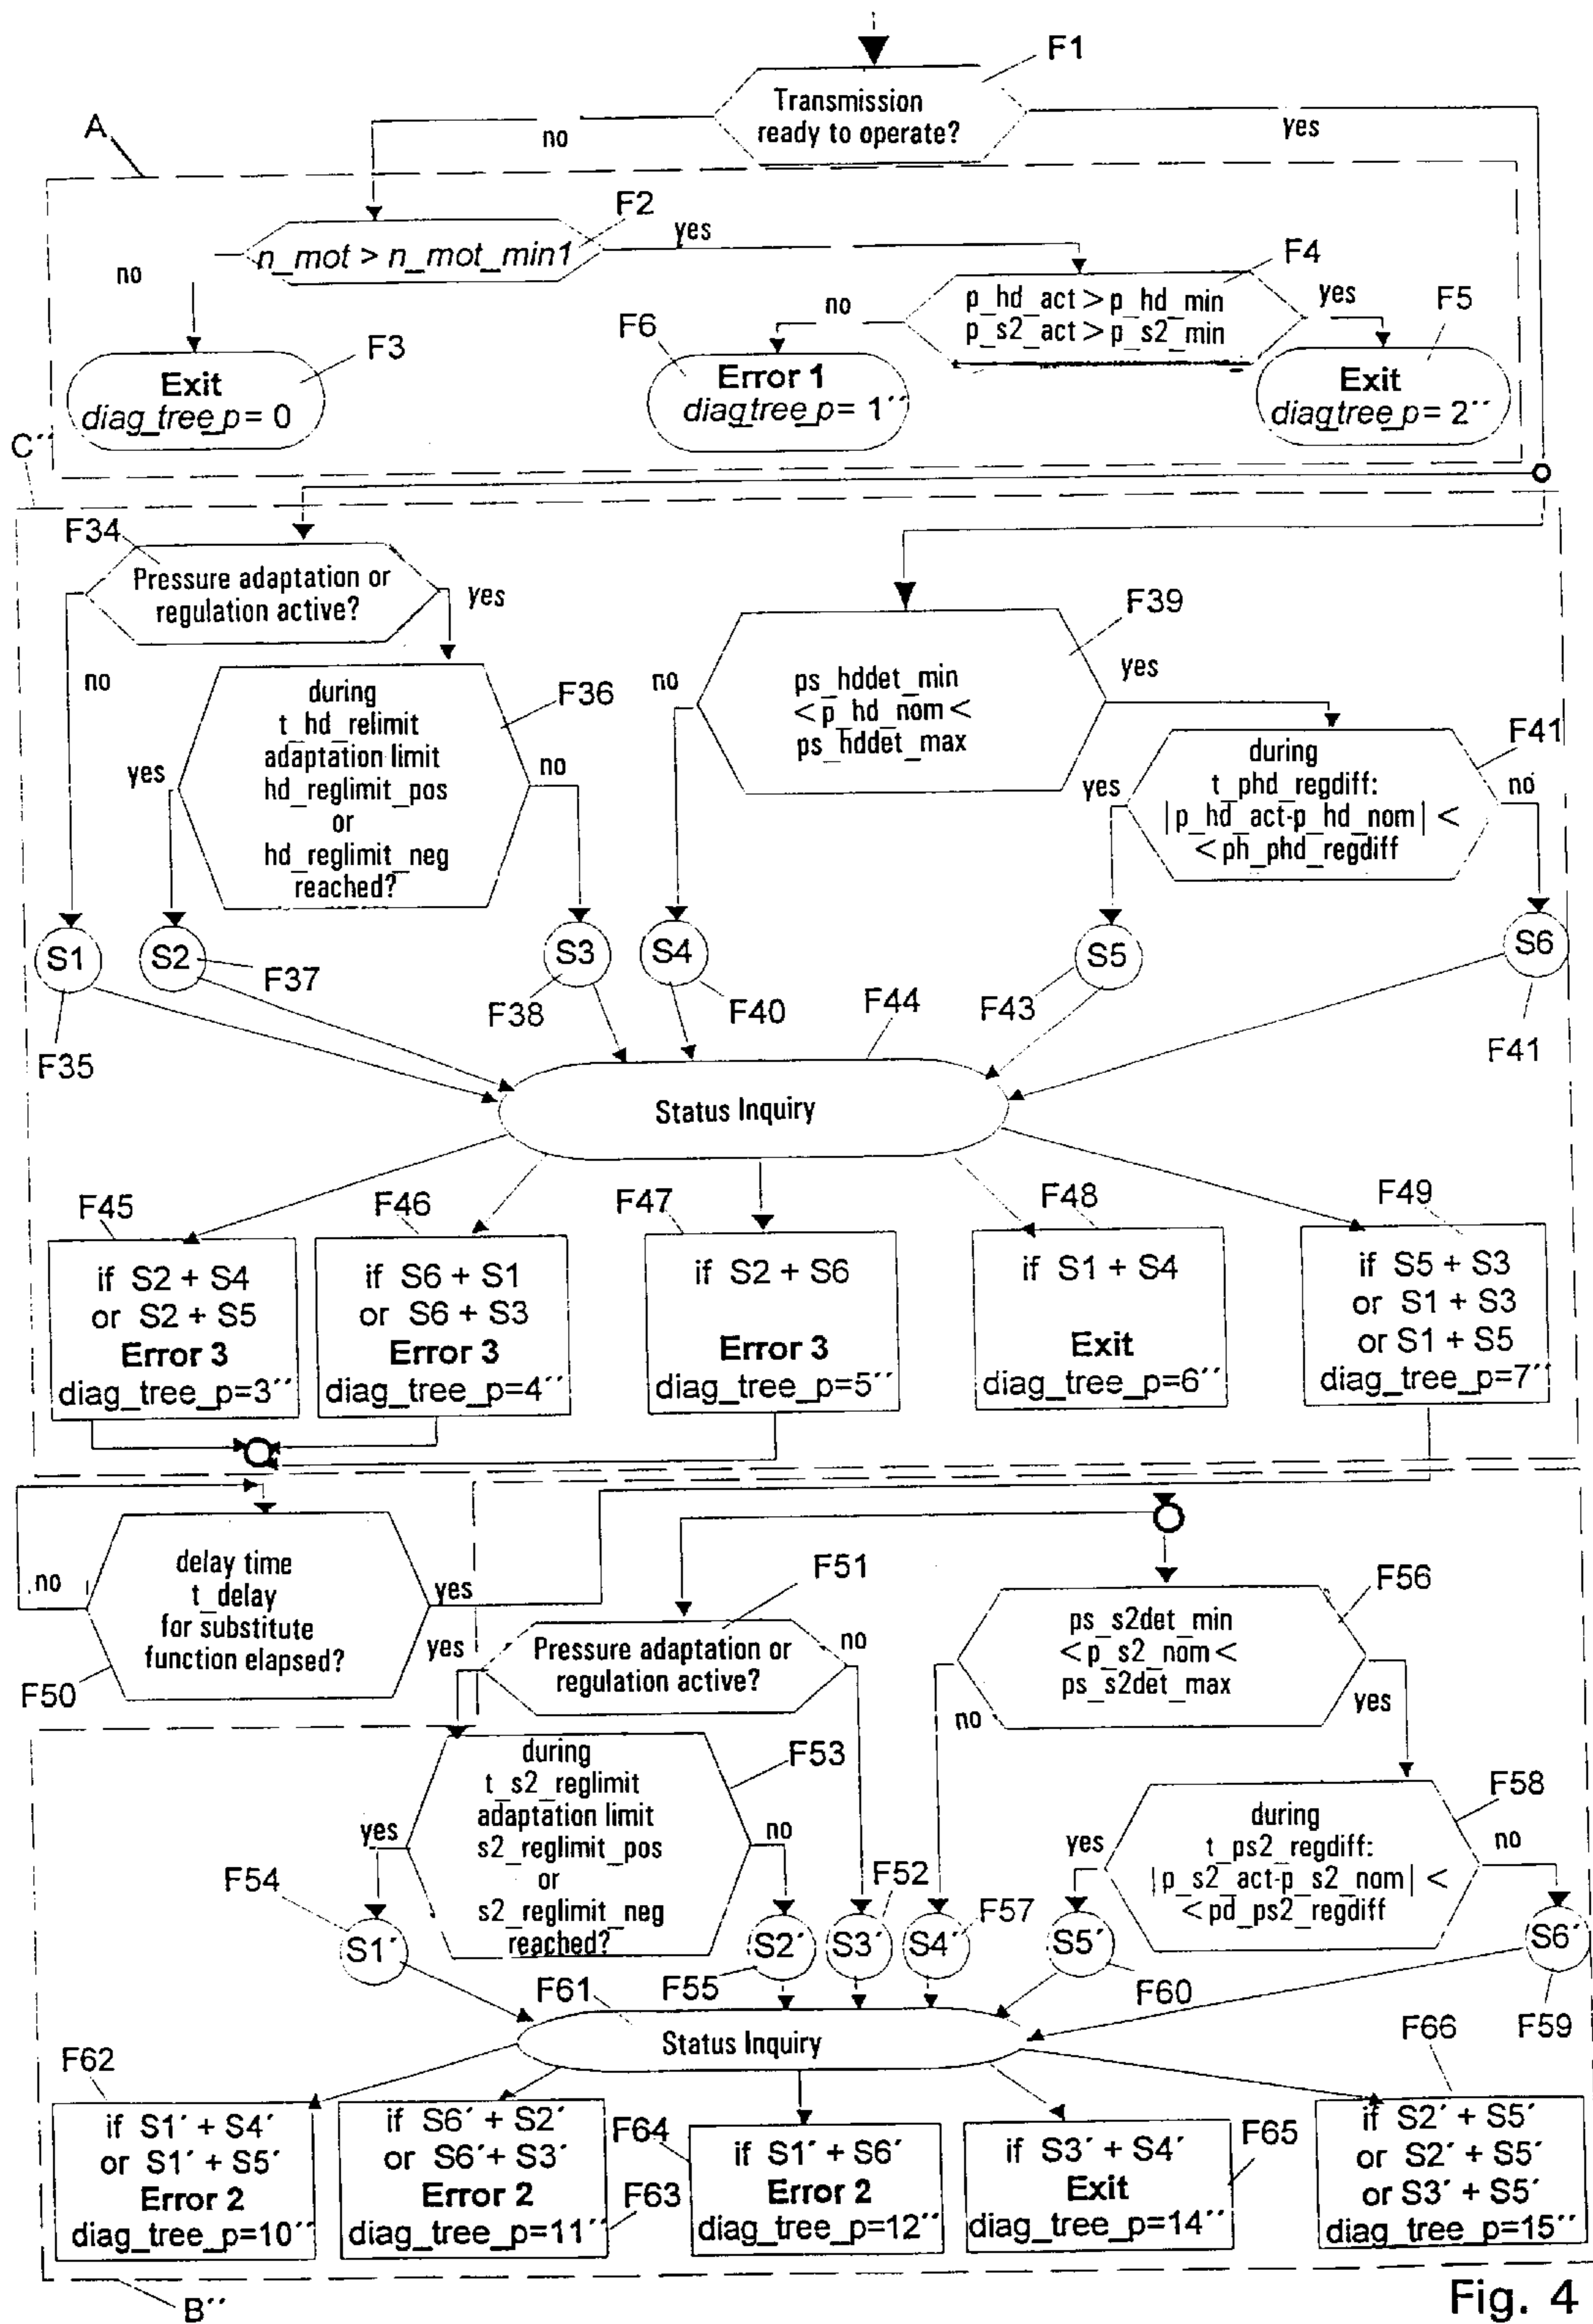 F1
Transmission
ready to operate?
no
yes
A
F2
n_mot > n_mot_min1
yes
no
F4
p_hd_act > p_hd_min
p_s2_act > p_s2_min
no
yes
F3
Exit
diag_tree_p= 0
F6
Error 1
diagtree_p= 1´´
F5
Exit
diagtree_p= 2´´
C´´
F34
Pressure adaptation or
regulation active?
yes
no
F36
during
t_hd_relimit
adaptation limit
hd_reglimit_pos
or
hd_reglimit_neg
reached?
yes
no
F39
ps_hddet_min
<p_hd_nom<
ps_hddet_max
no
yes
F41
during
t_phd_regdiff:
|p_hd_act-p_hd_nom| <
<ph_phd_regdiff
yes
no
S1
S2
S3
S4
S5
S6
F35
F37
F38
F40
F44
F43
F41
Status Inquiry
F45
F46
F47
F48
F49
if S2 + S4
or S2 + S5
Error 3
diag_tree_p=3´´
if S6 + S1
or S6 + S3
Error 3
diag_tree_p=4´´
if S2 + S6
Error 3
diag_tree_p=5´´
if S1 + S4
Exit
diag_tree_p=6´´
if S5 + S3
or S1 + S3
or S1 + S5
diag_tree_p=7´´
delay time
t_delay
for substitute
function elapsed?
no
yes
F50
F51
Pressure adaptation or
regulation active?
yes
no
F56
ps_s2det_min
<p_s2_nom<
ps_s2det_max
no
yes
F53
during
t_s2_reglimit
adaptation limit
s2_reglimit_pos
or
s2_reglimit_neg
reached?
yes
no
F58
during
t_ps2_regdiff:
|p_s2_act-p_s2_nom| <
<pd_ps2_regdiff
yes
no
F54
F52
F57
S1´
S2´
S3´
S4´
S5´
S6´
F61
F55
F60
F59
Status Inquiry
F62
F66
if S1´ + S4´
or S1´ + S5´
Error 2
diag_tree_p=10´´
if S6´ + S2´
or S6´+ S3´
Error 2
diag_tree_p=11´´
F64
F63
if S1´ + S6´
Error 2
diag_tree_p=12´´
if S3´ + S4´
Exit
diag_tree_p=14´´
F65
if S2´ + S5´
or S2´ + S5´
or S3´ + S5´
diag_tree_p=15´´
B´´
Fig. 4